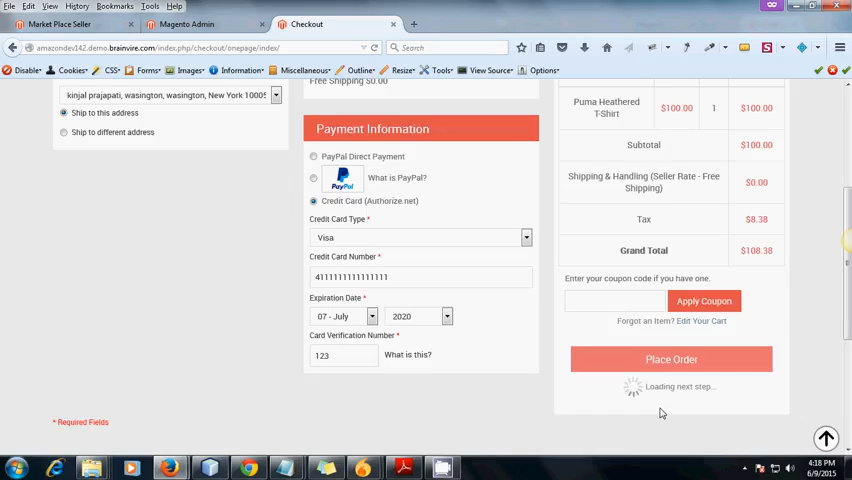 File Edit View History Bookmarks Tools Help
Market Place Seller
Magento Admin
Checkout
amazondev142.demo.brainvire.com/index.php/checkout/onepage/index/
Search
Disable Cookies CSS Forms Images Information Miscellaneous Outline Resize Tools View Source Options
kinjal prajapati, wasington, wasington, New York 10005
Ship to this address
Ship to different address
* Required Fields
Free Shipping $0.00
Payment Information
PayPal Direct Payment
PayPal What is PayPal?
Credit Card (Authorize.net)
Credit Card Type *
Visa
Credit Card Number *
4111111111111111
Expiration Date *
07 - July 2020
Card Verification Number *
123 What is this?
Puma Heathered
T-Shirt $100.00 1 $100.00
Subtotal $100.00
Shipping & Handling (Seller Rate - Free
Shipping) $0.00
Tax $8.38
Grand Total $108.38
Enter your coupon code if you have one.
Apply Coupon
Forgot an Item? Edit Your Cart
Place Order
Loading next step...
4:18 PM
6/9/2015